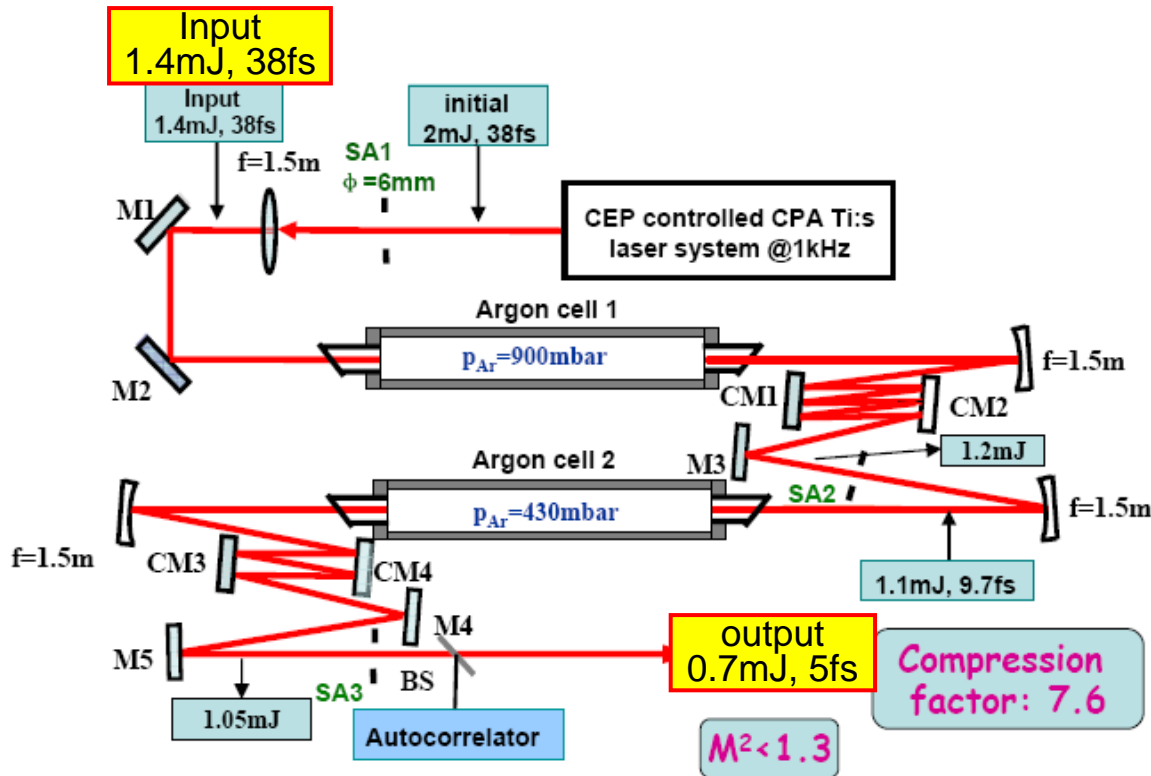 Input
1.4mJ, 38fs
Input
1.4mJ, 38fs
initial
2mJ, 38fs
f=1.5m
SA1
ϕ =6mm
M1
CEP controlled CPA Ti:s
laser system @1kHz
Argon cell 1
pAr=900mbar
M2
f=1.5m
CM1
CM2
M3
1.2mJ
Argon cell 2
SA2
pAr=430mbar
f=1.5m
f=1.5m
CM3
CM4
1.1mJ, 9.7fs
M4
M5
output
0.7mJ, 5fs
Compression
factor: 7.6
SA3
BS
1.05mJ
Autocorrelator
M²<1.3